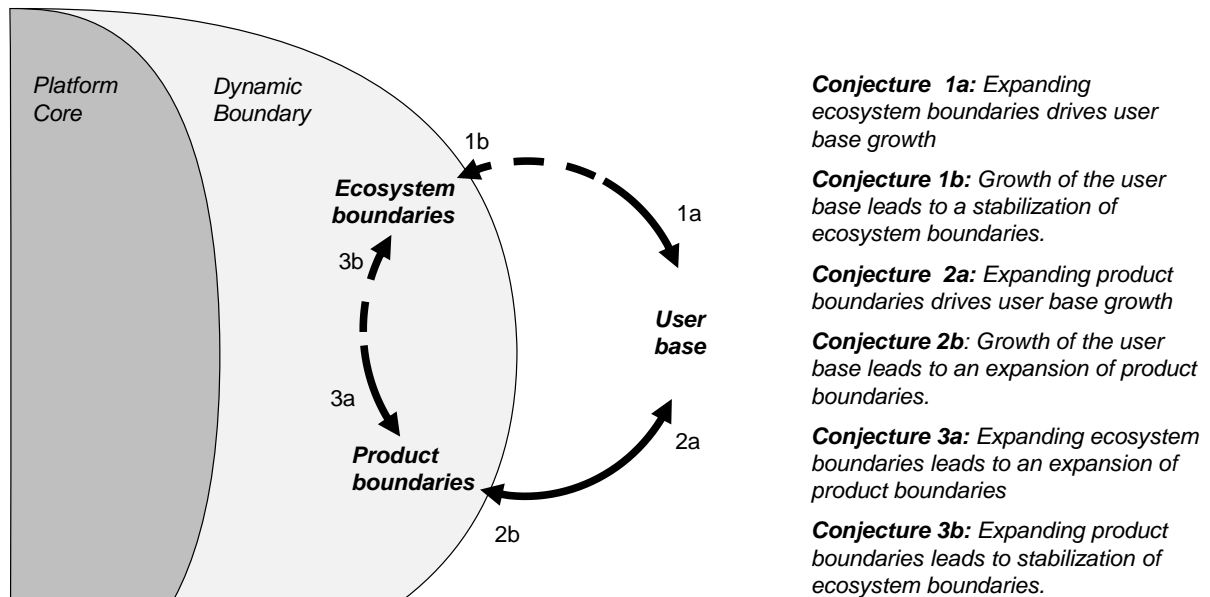 Platform
Core
Dynamic
Boundary
1b
Ecosystem
boundaries
1a
3b
User
base
3a
Product
boundaries
2a
2b
Conjecture 1a: Expanding
ecosystem boundaries drives user
base growth
Conjecture 1b: Growth of the user
base leads to a stabilization of
ecosystem boundaries.
Conjecture 2a: Expanding product
boundaries drives user base growth
Conjecture 2b: Growth of the user
base leads to an expansion of product
boundaries.
Conjecture 3a: Expanding ecosystem
boundaries leads to an expansion of
product boundaries
Conjecture 3b: Expanding product
boundaries leads to stabilization of
ecosystem boundaries.